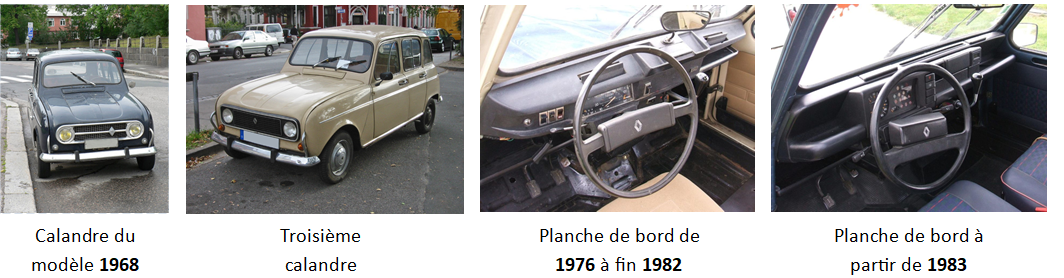 Calandre du
modèle 1968
Troisième
calandre
Planche de bord de
1976 à fin 1982
Planche de bord à
partir de 1983